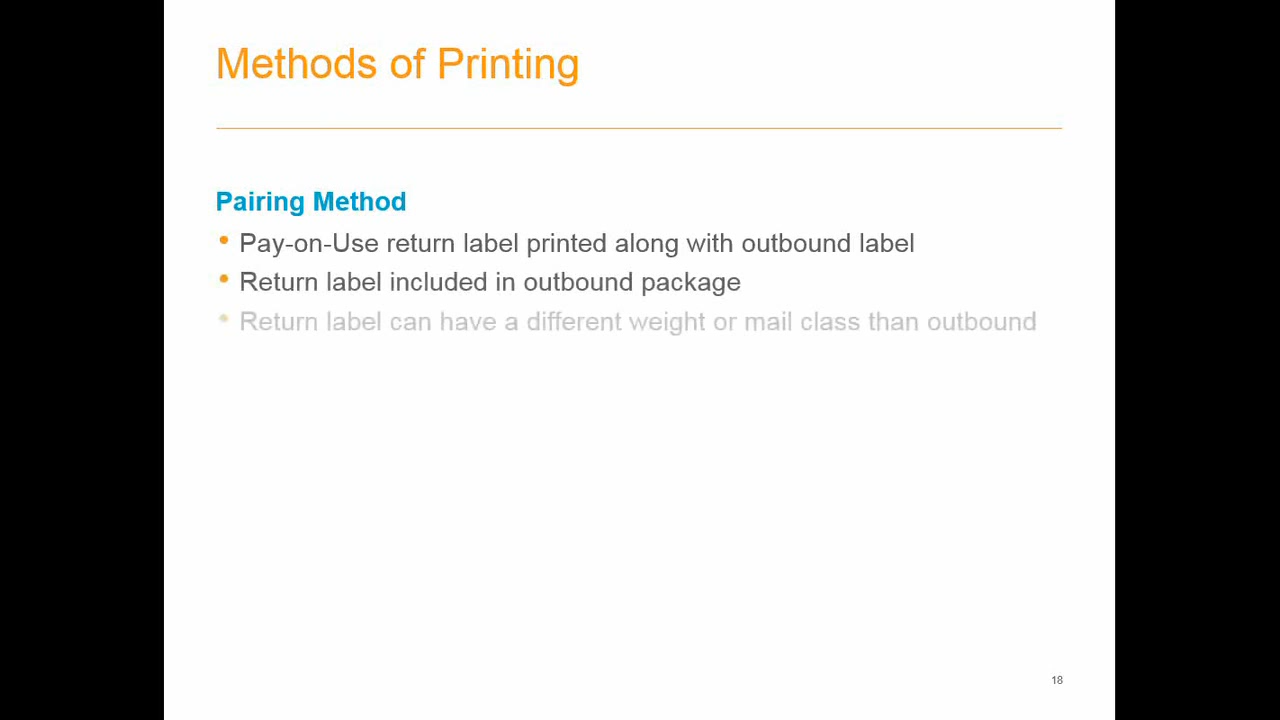 Methods of Printing
Pairing Method
• Pay-on-Use return label printed along with outbound label
• Return label included in outbound package
• Return label can have a different weight or mail class than outbound
18